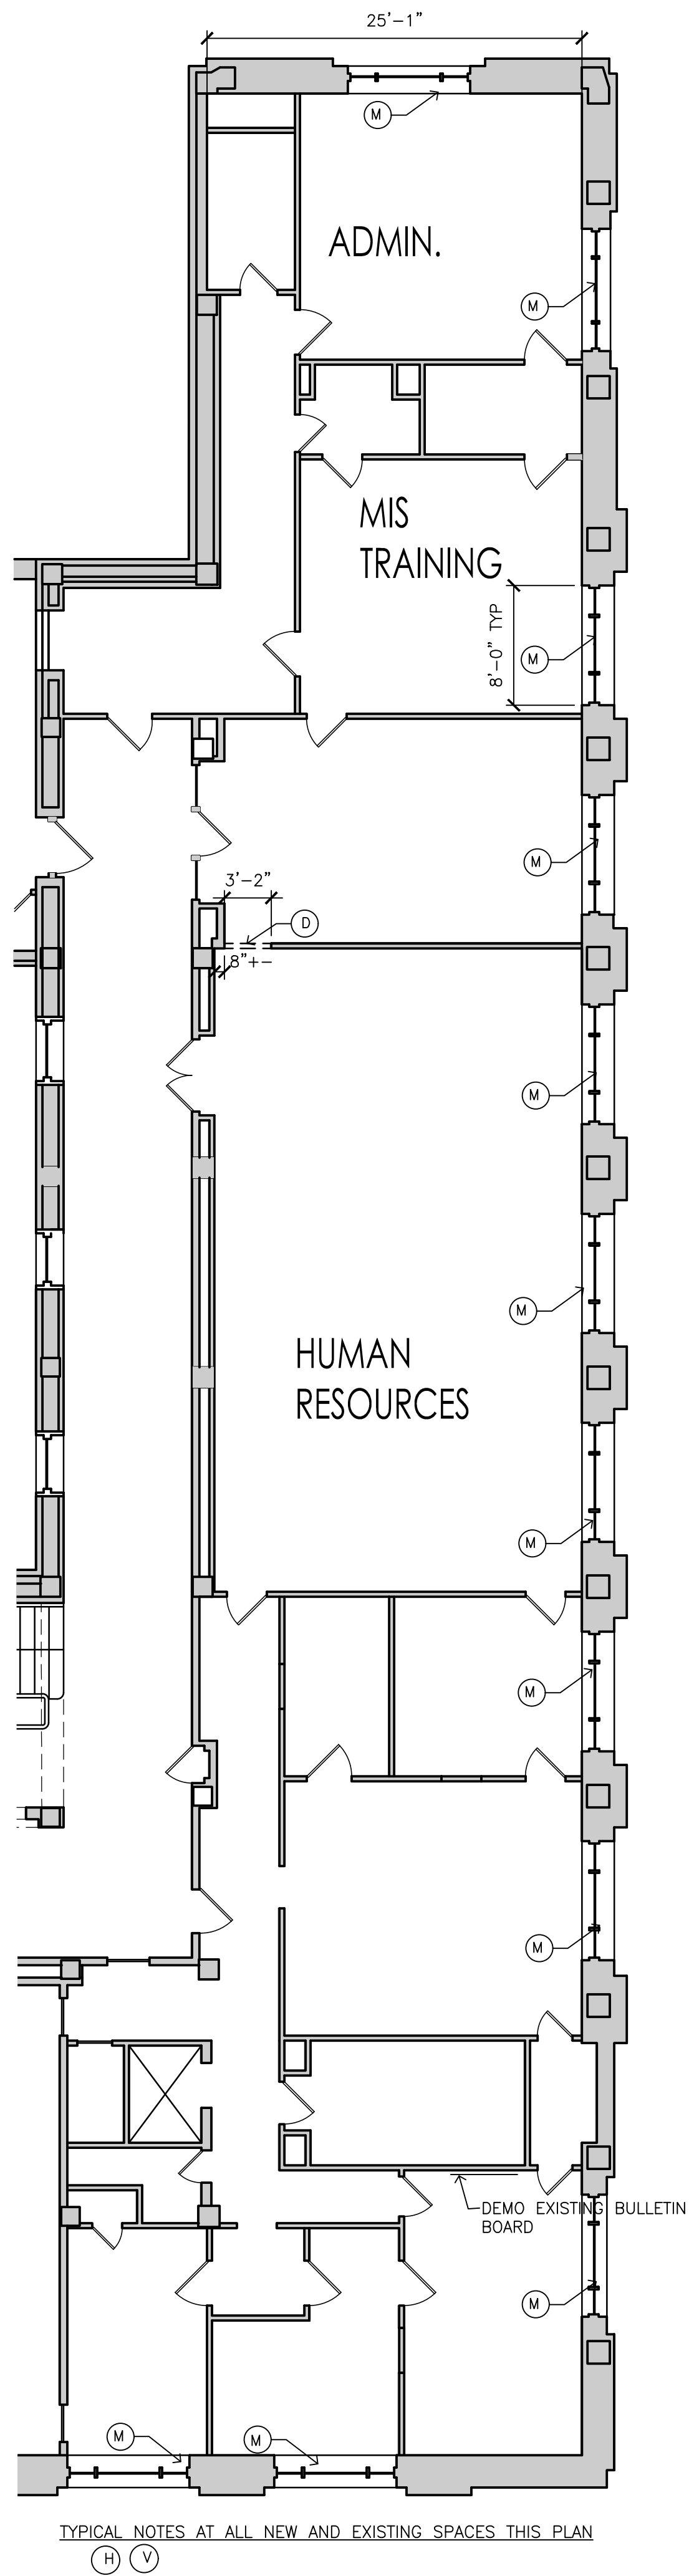 25'-1"
M
ADMIN.
M
MIS
TRAINING
8'-0" TYP
M
M
3'-2"
D
8"+-
M
M
HUMAN
RESOURCES
M
M
M
DEMO EXISTING BULLETIN
BOARD
M
M
M
TYPICAL NOTES AT ALL NEW AND EXISTING SPACES THIS PLAN
H V